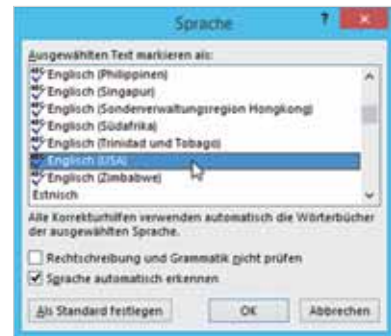 Sprache
?
Ausgewählten Text markieren als:
Englisch (Philippinen)
Englisch (Singapur)
Englisch (Sonderverwaltungsregion Hongkong)
Englisch (Südafrika)
Englisch (Trinidad und Tobago)
Englisch (USA)
Englisch (Zimbabwe)
Estnisch
Alle Korrekturhilfen verwenden automatisch die Wörterbücher
der ausgewählten Sprache.
Rechtschreibung und Grammatik nicht prüfen
Sprache automatisch erkennen
Als Standard festlegen OK Abbrechen